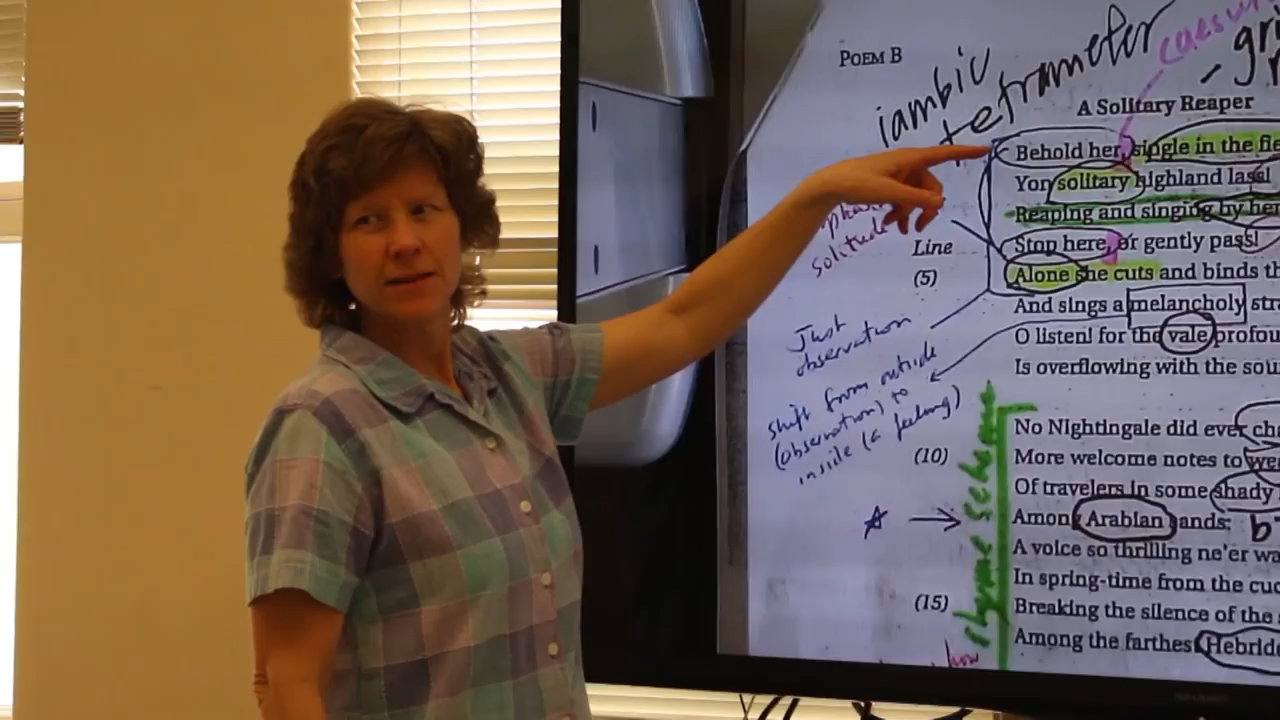 POEM B
iambic
tetrameter
A SOLITARY REAPER
Behold her, single in the fie
Yon solitary highland lass!
Reaping and singing by her
Stop here, or gently pass!
Alone she cuts and binds th
And sings a melancholy str
O listen! for the vale profou
Is overflowing with the sou
solitude
Line
(5)
Just
observation
shift from outside
(observation) to
inside (& feeling)
No Nightingale did ever cha
More welcome notes to wea
Of travelers in some shady
Among Arabian sands: b
A voice so thrilling ne'er wa
In spring-time from the cuc
Breaking the silence of the s
Among the farthest Hebride
(10)
(15)
rhyme scheme
how